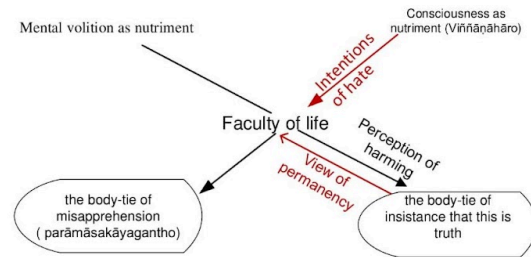 Mental volition as nutriment
Consciousness as
nutriment (Viññāṇāhāro)
Intentions
of hate
Faculty of life
Perception of
harming
View of
permanency
the body-tie of
misapprehension
( parāmāsakāyagantho)
the body-tie of
insistance that this is
truth